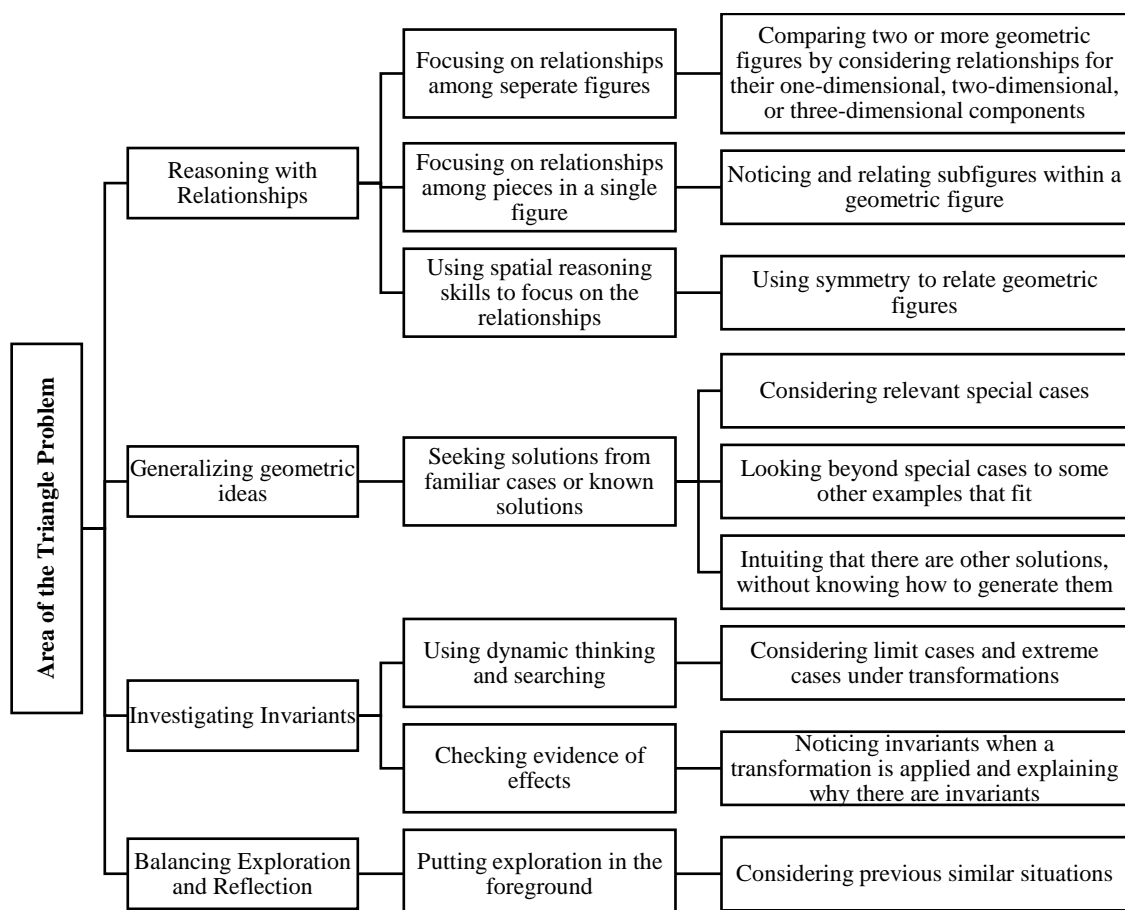 Area of the Triangle Problem
Reasoning with
Relationships
Focusing on relationships
among seperate figures
Comparing two or more geometric
figures by considering relationships for
their one-dimensional, two-dimensional,
or three-dimensional components
Focusing on relationships
among pieces in a single
figure
Noticing and relating subfigures within a
geometric figure
Using spatial reasoning
skills to focus on the
relationships
Using symmetry to relate geometric
figures
Generalizing geometric
ideas
Seeking solutions from
familiar cases or known
solutions
Considering relevant special cases
Looking beyond special cases to some
other examples that fit
Intuiting that there are other solutions,
without knowing how to generate them
Investigating Invariants
Using dynamic thinking
and searching
Considering limit cases and extreme
cases under transformations
Checking evidence of
effects
Noticing invariants when a
transformation is applied and explaining
why there are invariants
Balancing Exploration
and Reflection
Putting exploration in the
foreground
Considering previous similar situations